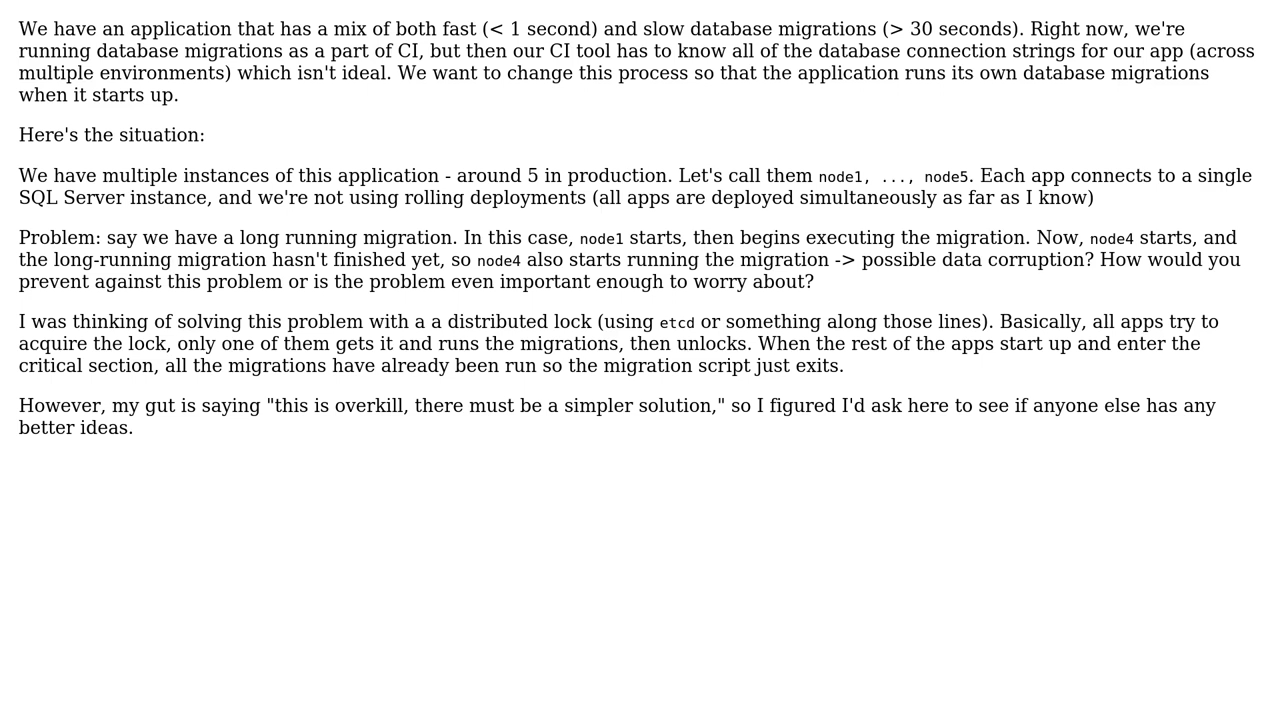 We have an application that has a mix of both fast (< 1 second) and slow database migrations (> 30 seconds). Right now, we're
running database migrations as a part of CI, but then our CI tool has to know all of the database connection strings for our app (across
multiple environments) which isn't ideal. We want to change this process so that the application runs its own database migrations
when it starts up.
Here's the situation:
We have multiple instances of this application - around 5 in production. Let's call them node1, ..., node5. Each app connects to a single
SQL Server instance, and we're not using rolling deployments (all apps are deployed simultaneously as far as I know)
Problem: say we have a long running migration. In this case, node1 starts, then begins executing the migration. Now, node4 starts, and
the long-running migration hasn't finished yet, so node4 also starts running the migration -> possible data corruption? How would you
prevent against this problem or is the problem even important enough to worry about?
I was thinking of solving this problem with a a distributed lock (using etcd or something along those lines). Basically, all apps try to
acquire the lock, only one of them gets it and runs the migrations, then unlocks. When the rest of the apps start up and enter the
critical section, all the migrations have already been run so the migration script just exits.
However, my gut is saying "this is overkill, there must be a simpler solution," so I figured I'd ask here to see if anyone else has any
better ideas.